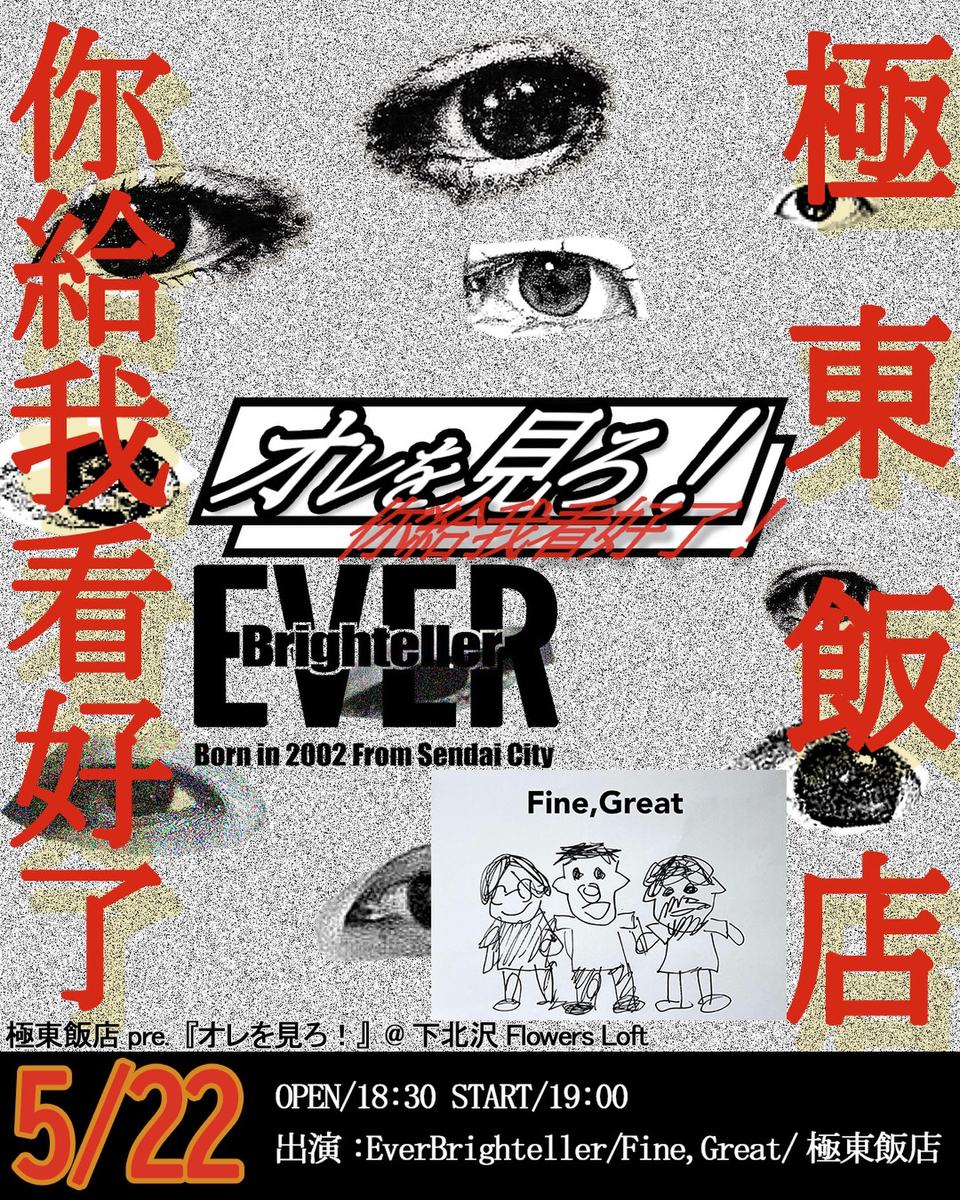 極東飯店
你給我看好了
オレを見ろ!
你給我看好了!
EVER
Brighteller
Born in 2002 From Sendai City
Fine,Great
極東飯店 pre.『オレを見ろ!』@ 下北沢 Flowers Loft
5/22
OPEN/18:30 START/19:00
出演:EverBrighteller/Fine,Great/極東飯店